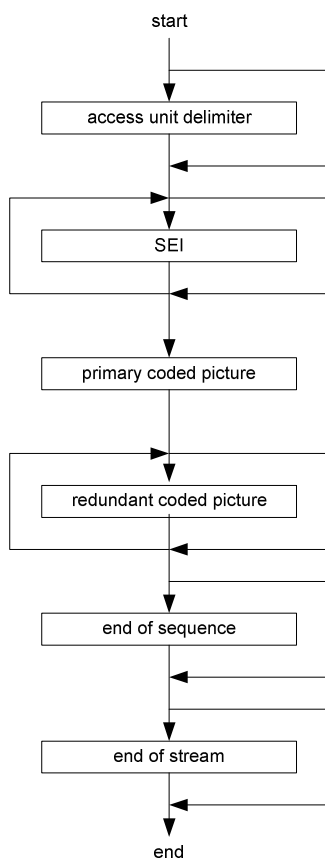 start
access unit delimiter
SEI
primary coded picture
redundant coded picture
end of sequence
end of stream
end